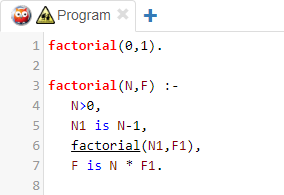 Program
1 factorial(0,1).
2
3 factorial(N,F) :-
4 N>0,
5 N1 is N-1,
6 factorial(N1,F1),
7 F is N * F1.
8